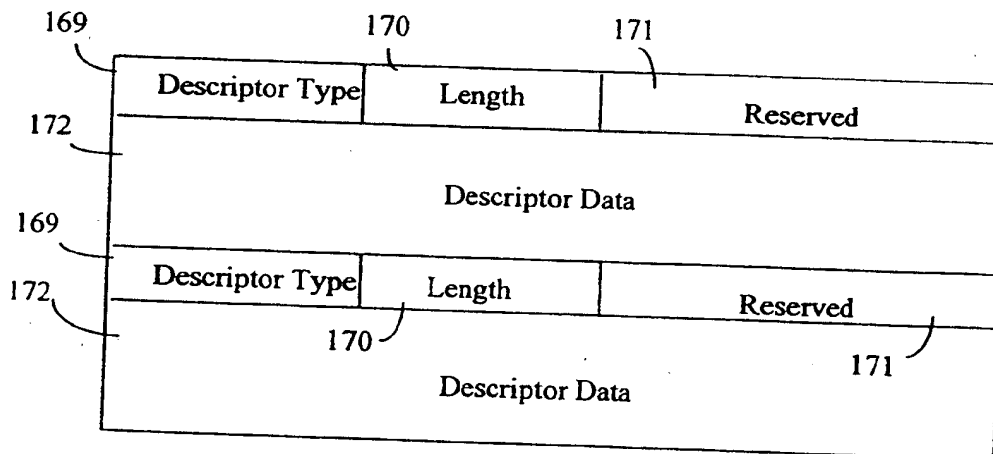 169 170 171
Descriptor Type Length Reserved
172
Descriptor Data
169
Descriptor Type Length Reserved
172
170 171
Descriptor Data